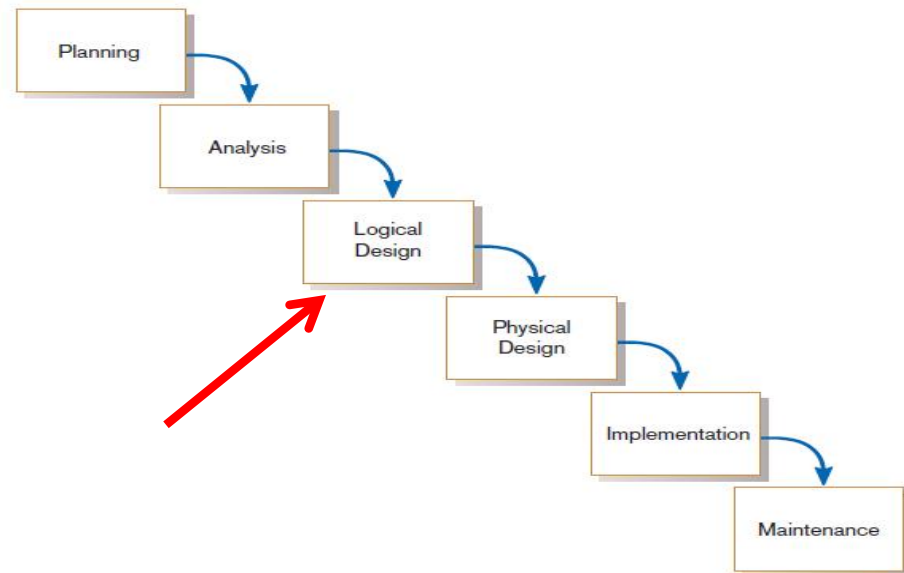 Planning
Analysis
Logical
Design
Physical
Design
Implementation
Maintenance